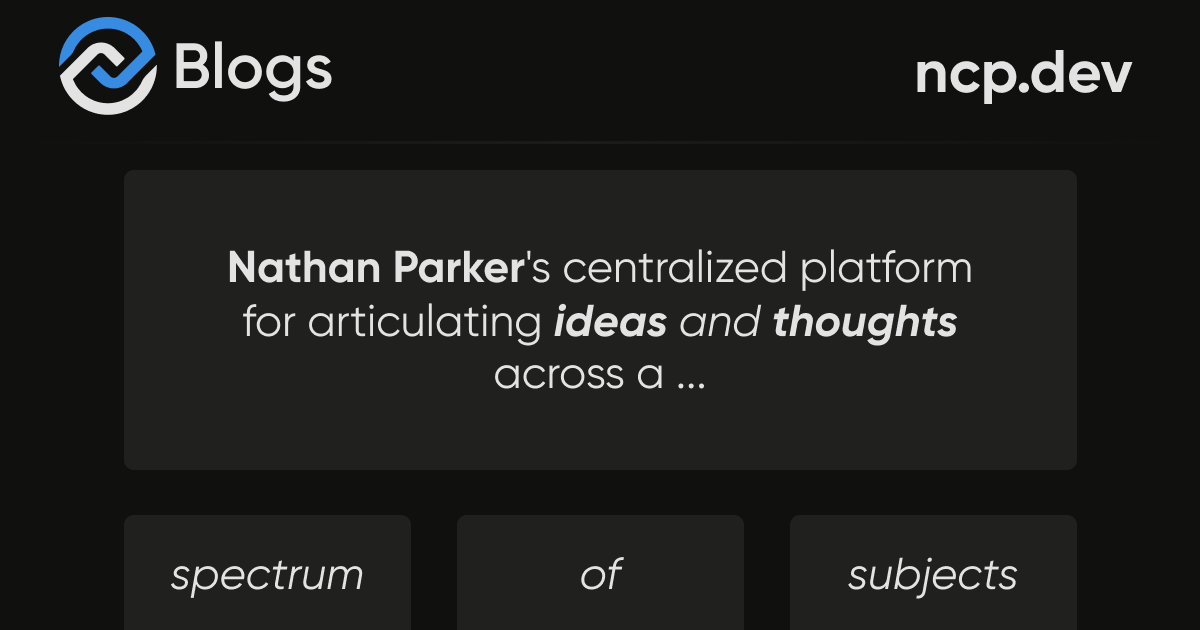 Blogs
ncp.dev
Nathan Parker's centralized platform
for articulating ideas and thoughts
across a ...
spectrum
of
subjects